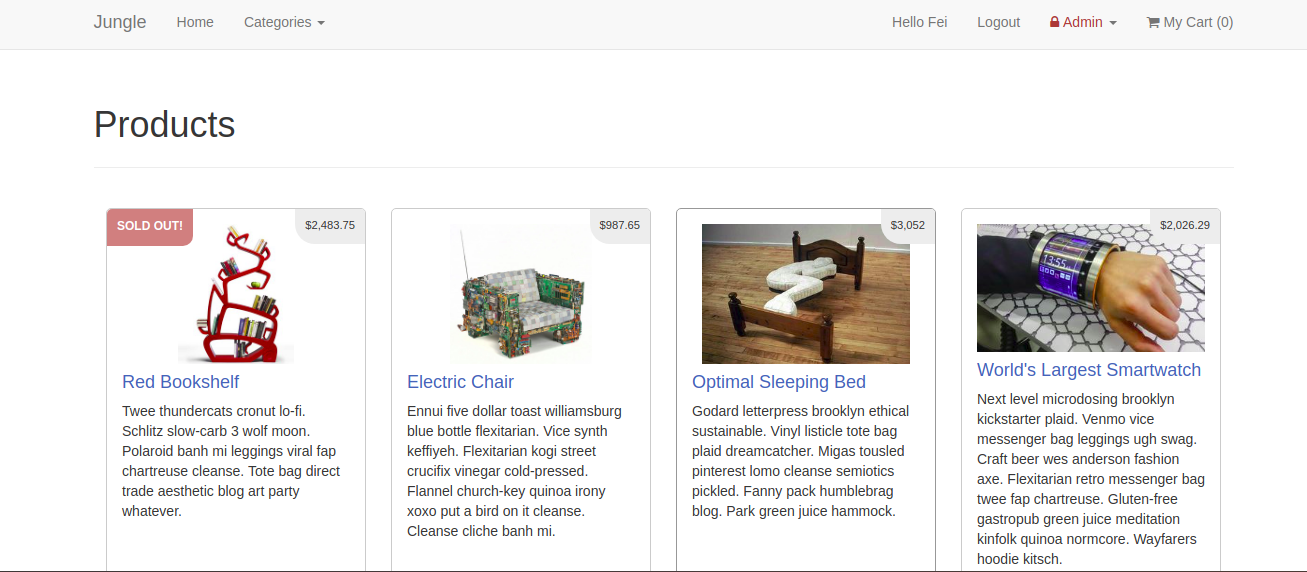 Jungle Home Categories Hello Fei Logout Admin My Cart (0)
Products
SOLD OUT! $2,483.75
Red Bookshelf
Twee thundercats cronut lo-fi.
Schlitz slow-carb 3 wolf moon.
Polaroid banh mi leggings viral fap
chartreuse cleanse. Tote bag direct
trade aesthetic blog art party
whatever.
$987.65
Electric Chair
Ennui five dollar toast williamsburg
blue bottle flexitarian. Vice synth
keffiyeh. Flexitarian kogi street
crucifix vinegar cold-pressed.
Flannel church-key quinoa irony
xoxo put a bird on it cleanse.
Cleanse cliche banh mi.
$3,052
Optimal Sleeping Bed
Godard letterpress brooklyn ethical
sustainable. Vinyl listicle tote bag
plaid dreamcatcher. Migas tousled
pinterest lomo cleanse semiotics
pickled. Fanny pack humblebrag
blog. Park green juice hammock.
$2,026.29
13:55
World's Largest Smartwatch
Next level microdosing brooklyn
kickstarter plaid. Venmo vice
messenger bag leggings ugh swag.
Craft beer wes anderson fashion
axe. Flexitarian retro messenger bag
twee fap chartreuse. Gluten-free
gastropub green juice meditation
kinfolk quinoa normcore. Wayfarers
hoodie kitsch.